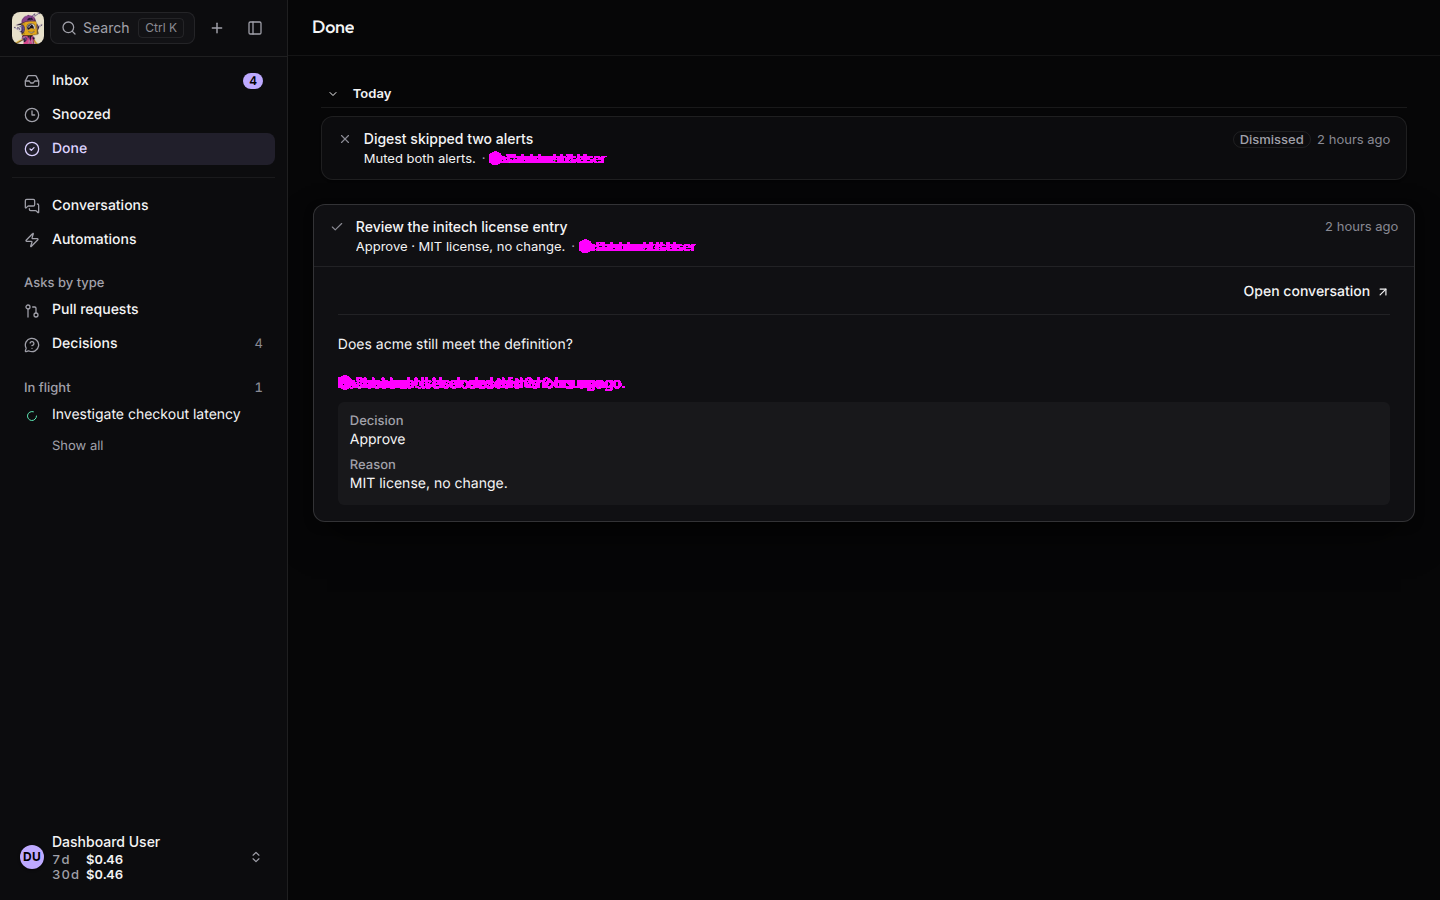 Search
Ctrl K
Done
Inbox
4
Snoozed
Done
Conversations
Automations
Asks by type
Pull requests
Decisions
4
In flight
1
Investigate checkout latency
Show all
Today
Digest skipped two alerts
Dismissed
2 hours ago
Muted both alerts. ·
Review the initech license entry
2 hours ago
Approve · MIT license, no change. ·
Open conversation
Does acme still meet the definition?
Decision
Approve
Reason
MIT license, no change.
DU
Dashboard User
7d $0.46
30d $0.46